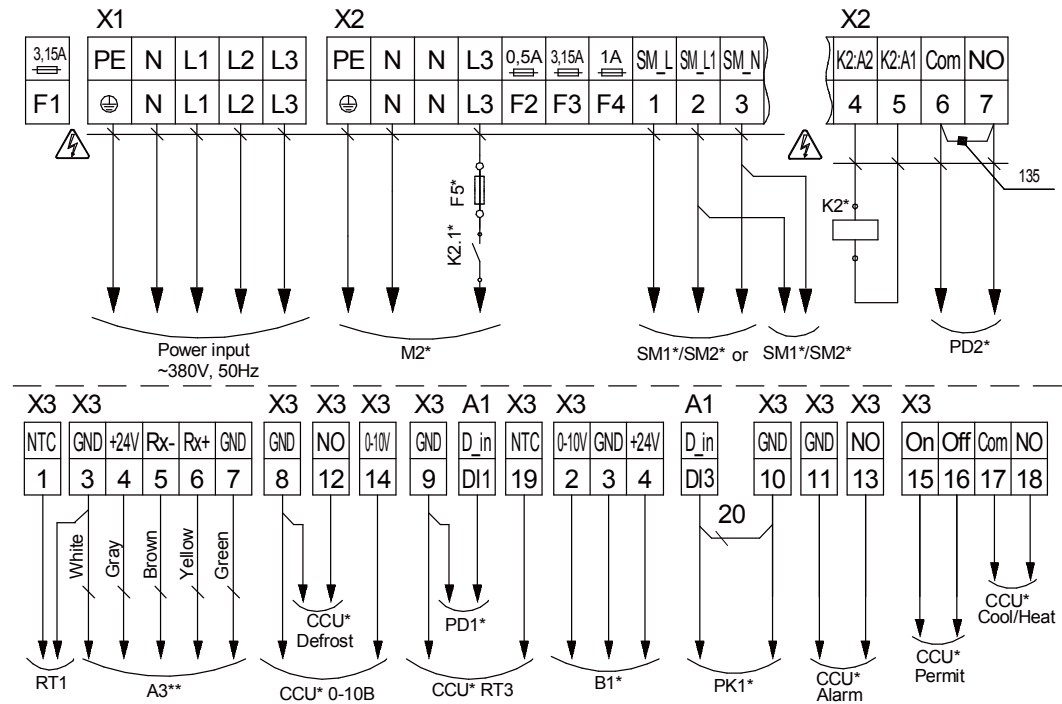 X1 X2 X2
3,15A PE N L1 L2 L3 PE N N L3 0,5A 3,15A 1A SM_L SM_L1 SM_N K2:A2 K2:A1 Com NO
F1 N L1 L2 L3 N N L3 F2 F3 F4 1 2 3 4 5 6 7
135
F5*
K2*
K2.1*
Power input
~380V, 50Hz
M2*
SM1*/SM2* or SM1*/SM2*
PD2*
X3 X3 X3 X3 X3 X3 A1 X3 X3 A1 X3 X3 X3 X3
NTC GND +24V Rx- Rx+ GND GND NO 0-10V GND D_in NTC 0-10V GND +24V D_in GND GND NO On Off Com NO
1 3 4 5 6 7 8 12 14 9 DI1 19 2 3 4 DI3 10 11 13 15 16 17 18
20
White Gray Brown Yellow Green
CCU*
Defrost
PD1*
CCU*
Cool/Heat
RT1
A3**
CCU* 0-10B
CCU* RT3
B1*
PK1*
CCU*
Alarm
CCU*
Permit